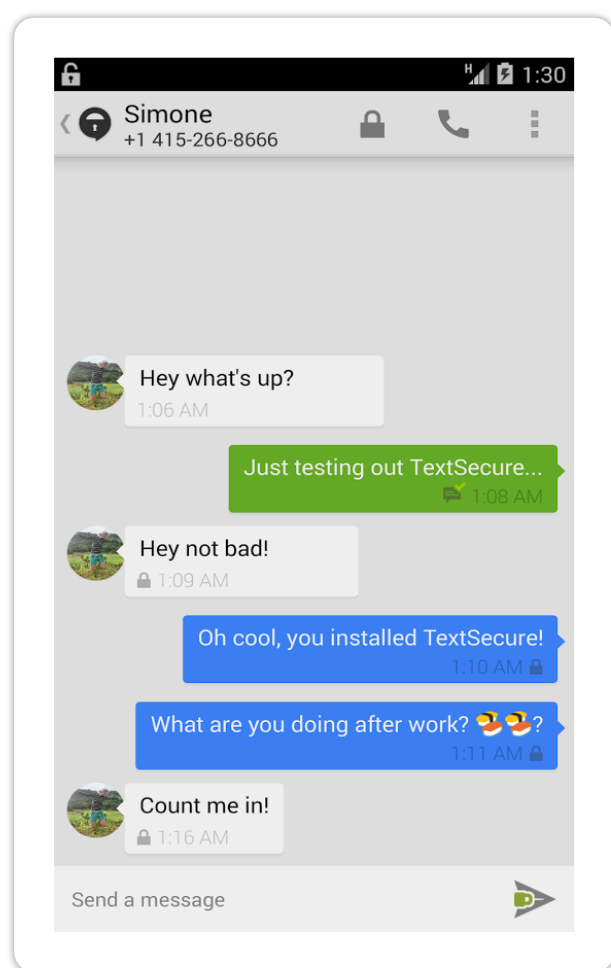 H 1:30
Simone
+1 415-266-8666
Hey what's up?
1:06 AM
Just testing out TextSecure...
1:08 AM
Hey not bad!
1:09 AM
Oh cool, you installed TextSecure!
1:10 AM
What are you doing after work? 🍣🍣?
1:11 AM
Count me in!
1:16 AM
Send a message